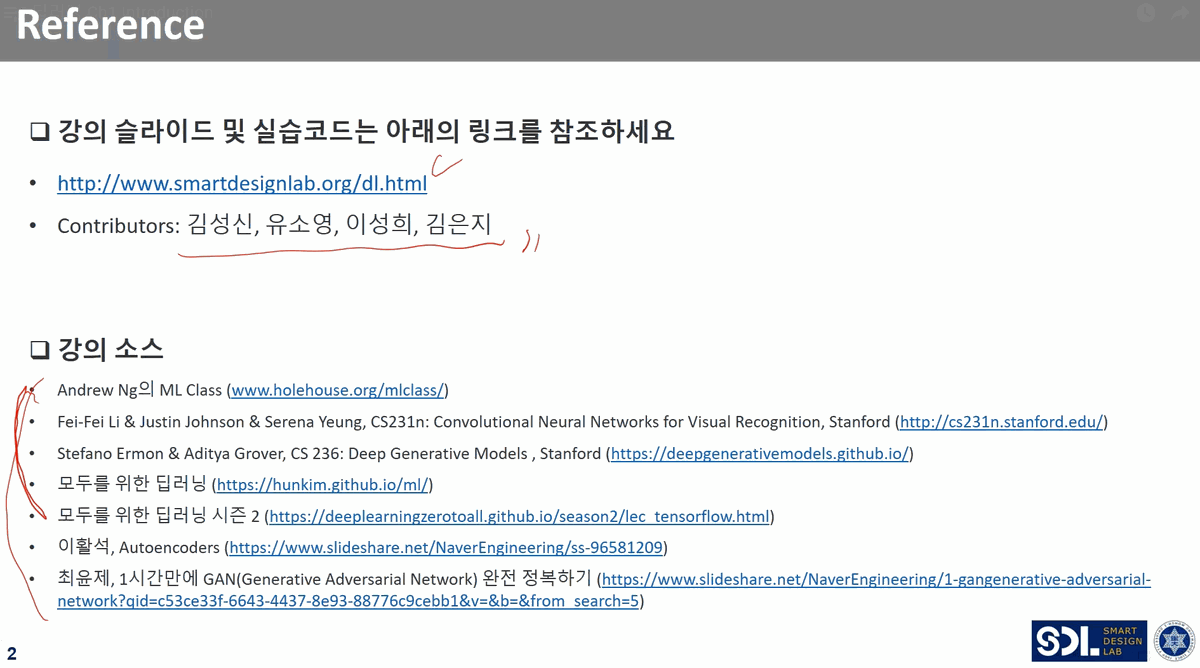 Reference
❑ 강의 슬라이드 및 실습코드는 아래의 링크를 참조하세요
• http://www.smartdesignlab.org/dl.html
• Contributors: 김성신, 유소영, 이성희, 김은지
❑ 강의 소스
• Andrew Ng의 ML Class (www.holehouse.org/mlclass/)
• Fei-Fei Li & Justin Johnson & Serena Yeung, CS231n: Convolutional Neural Networks for Visual Recognition, Stanford (http://cs231n.stanford.edu/)
• Stefano Ermon & Aditya Grover, CS 236: Deep Generative Models , Stanford (https://deepgenerativemodels.github.io/)
• 모두를 위한 딥러닝 (https://hunkim.github.io/ml/)
• 모두를 위한 딥러닝 시즌 2 (https://deeplearningzerotoall.github.io/season2/lec_tensorflow.html)
• 이활석, Autoencoders (https://www.slideshare.net/NaverEngineering/ss-96581209)
• 최윤제, 1시간만에 GAN(Generative Adversarial Network) 완전 정복하기 (https://www.slideshare.net/NaverEngineering/1-gangenerative-adversarial-
network?qid=c53ce33f-6643-4437-8e93-88776c9cebb1&v=&b=&from_search=5)
SDL SMART
DESIGN
LAB
2